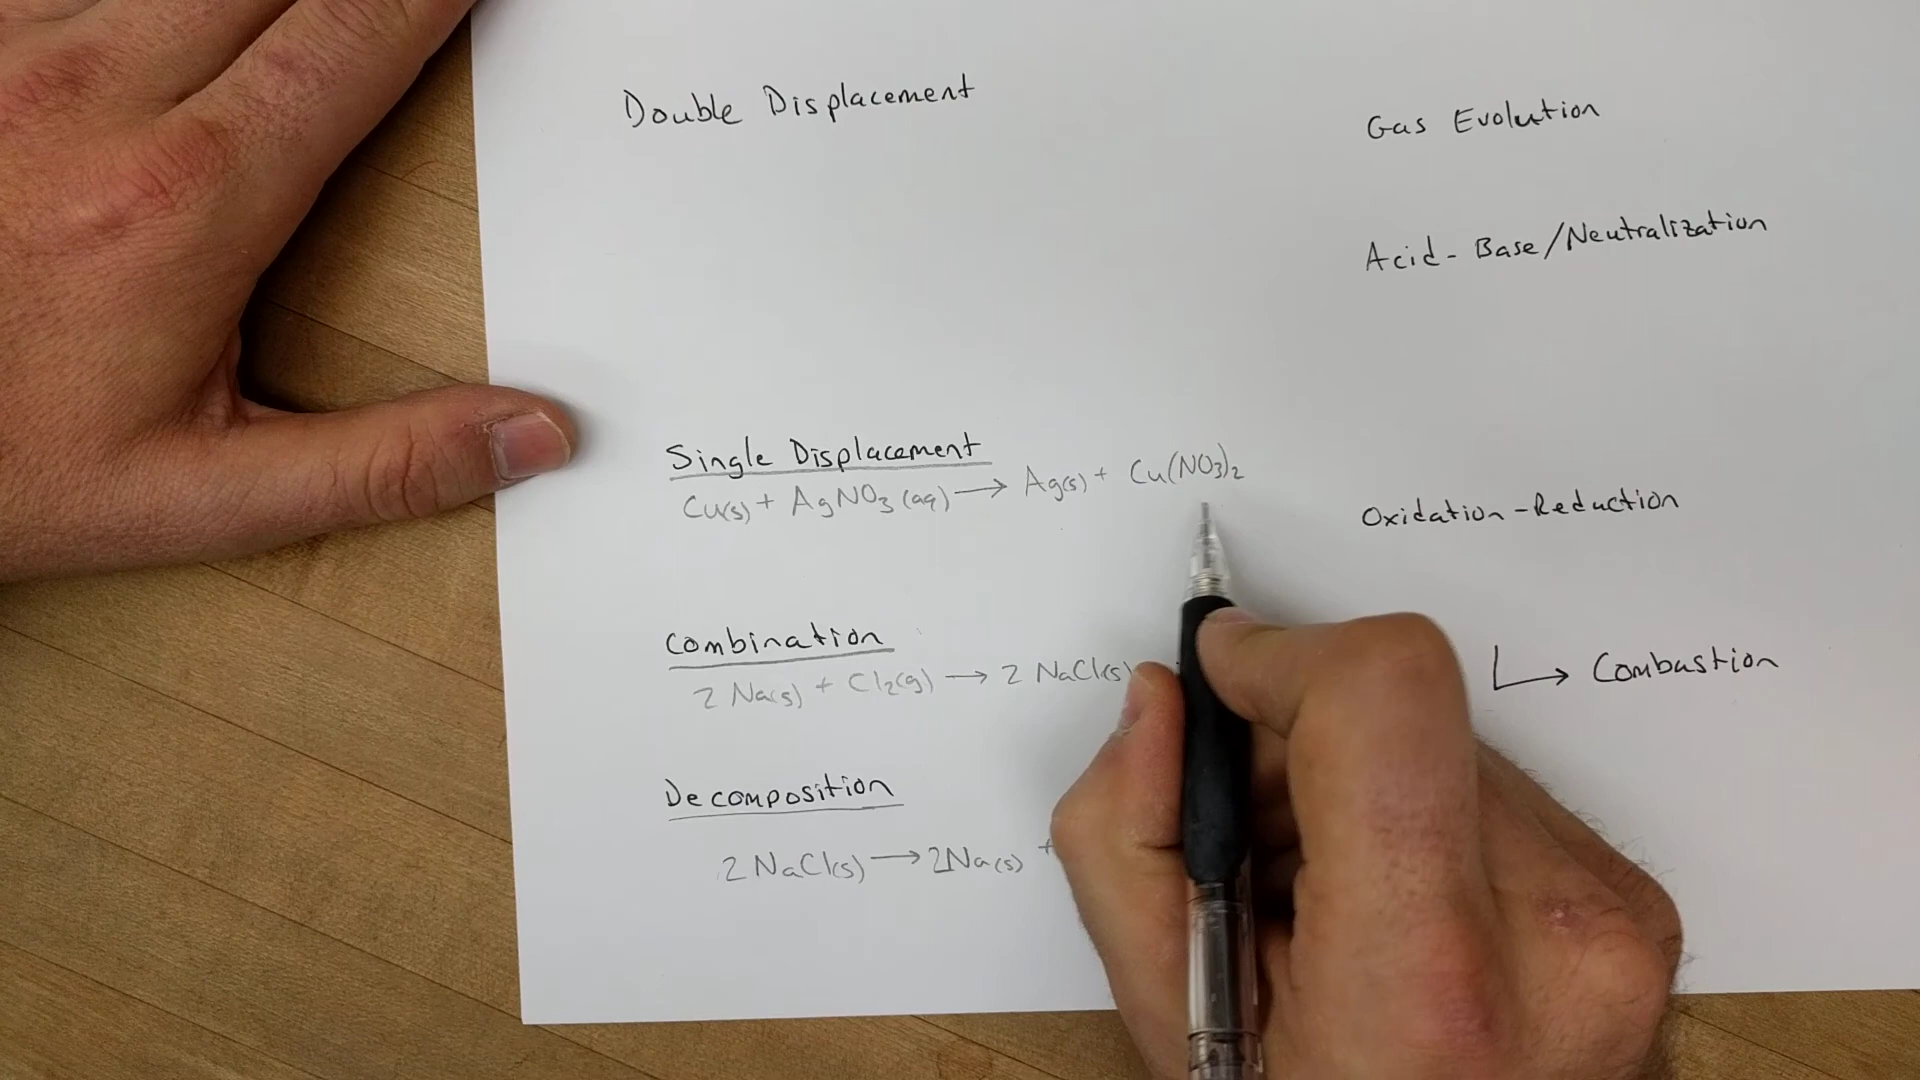 Double Displacement
Gas Evolution
Acid-Base/Neutralization
Single Displacement
Cu(s) + AgNO3 (aq) → Ag(s) + Cu(NO3)2
Oxidation-Reduction
Combination
2 Na(s) + Cl2(g) → 2 NaCl(s)
↳ Combustion
Decomposition
2 NaCl(s) → 2Na(s) +